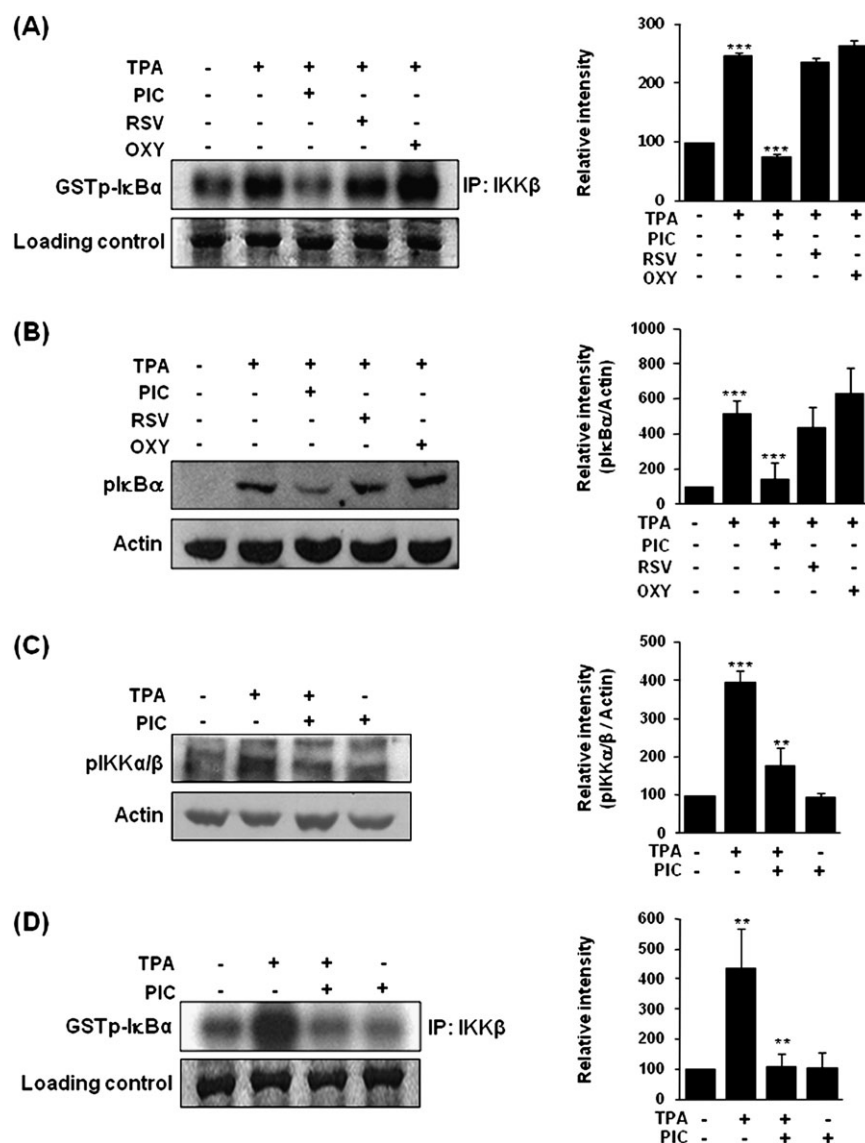 (A)
TPA - + + + +
PIC - - + - -
RSV - - - + -
OXY - - - - +
GSTp-IκBα
IP: IKKβ
Loading control
Relative intensity
300
200
100
0
***
***
TPA - + + + +
PIC - - + - -
RSV - - - + -
OXY - - - - +
(B)
TPA - + + + +
PIC - - + - -
RSV - - - + -
OXY - - - - +
pIκBα
Actin
Relative intensity
(pIκBα/Actin)
1000
800
600
400
200
0
***
***
TPA - + + + +
PIC - - + - -
RSV - - - + -
OXY - - - - +
(C)
TPA - + + -
PIC - - + +
pIKKα/β
Actin
Relative intensity
(pIKKα/β / Actin)
500
400
300
200
100
0
***
**
TPA - + + -
PIC - - + +
(D)
TPA - + + -
PIC - - + +
GSTp-IκBα
IP: IKKβ
Loading control
Relative intensity
600
500
400
300
200
100
0
**
**
TPA - + + -
PIC - - + +